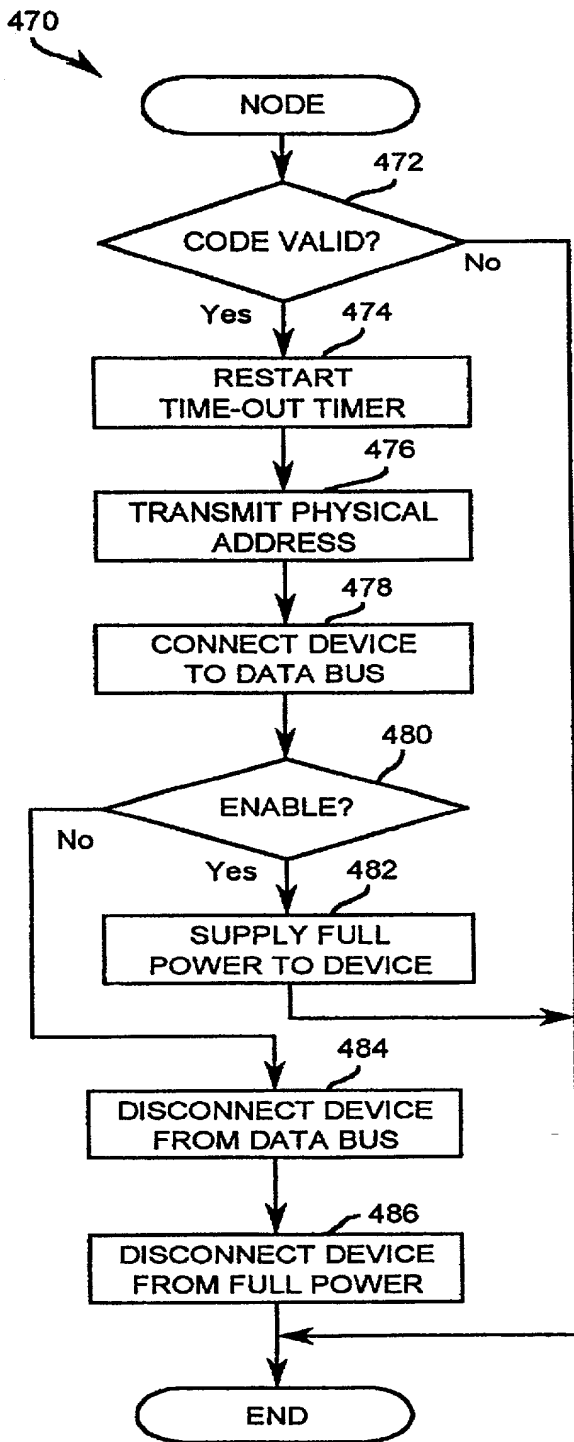 470
NODE
472
CODE VALID?
No
Yes
474
RESTART
TIME-OUT TIMER
476
TRANSMIT PHYSICAL
ADDRESS
478
CONNECT DEVICE
TO DATA BUS
480
ENABLE?
No
Yes
482
SUPPLY FULL
POWER TO DEVICE
484
DISCONNECT DEVICE
FROM DATA BUS
486
DISCONNECT DEVICE
FROM FULL POWER
END